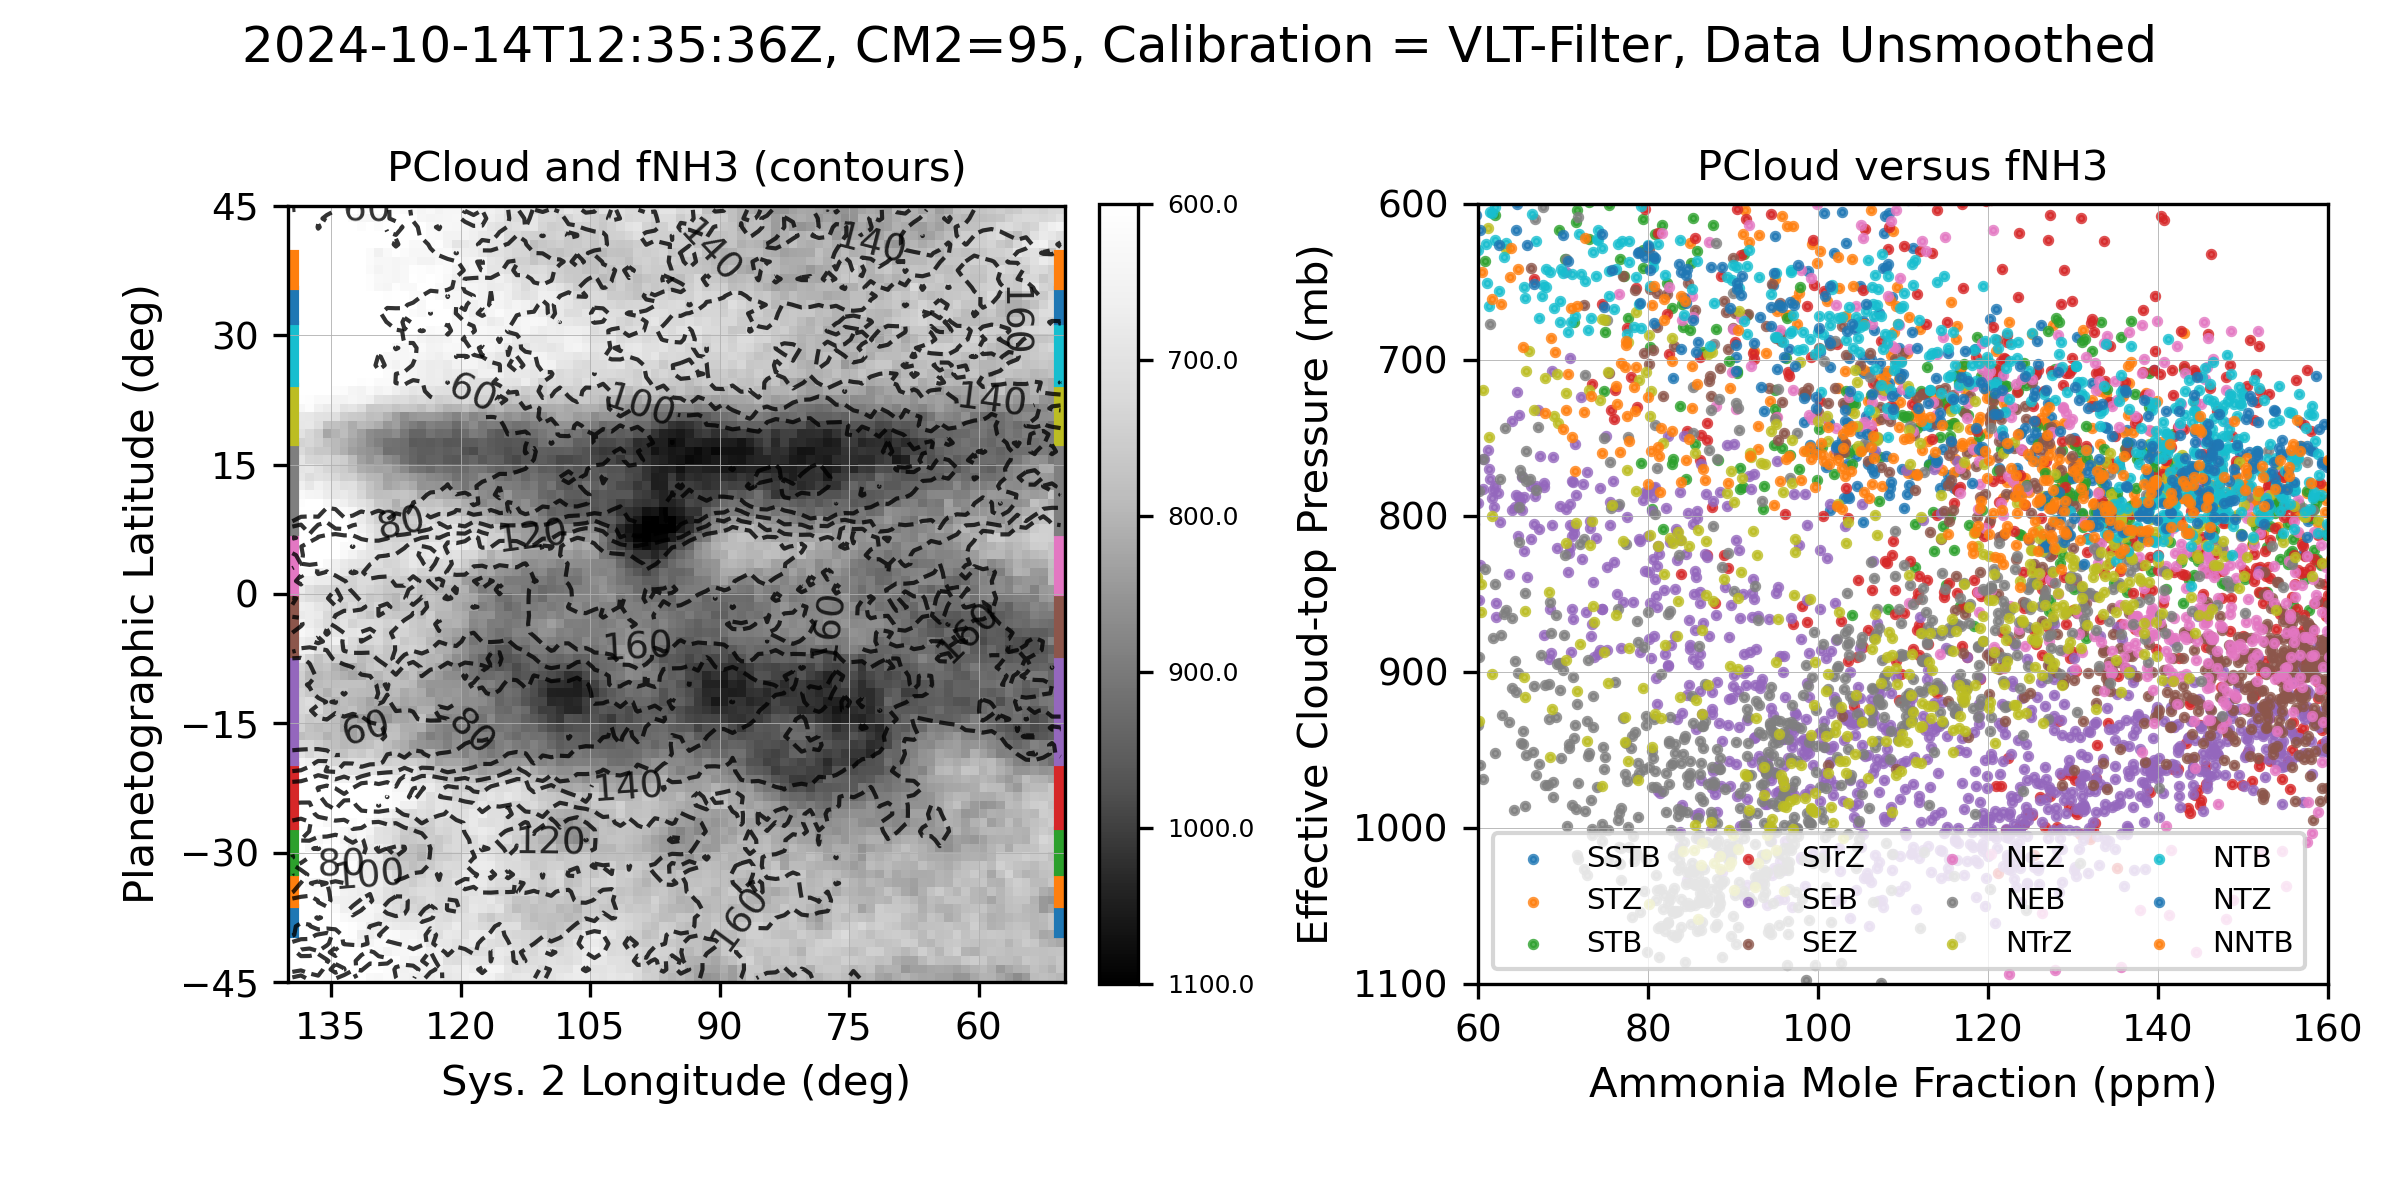 2024-10-14T12:35:36Z, CM2=95, Calibration = VLT-Filter, Data Unsmoothed
PCloud and fNH3 (contours)
Planetographic Latitude (deg)
45
30
15
0
−15
−30
−45
60
140
140
160
60
100
140
80
120
160
160
160
60
80
140
120
80
100
160
135
120
105
90
75
60
Sys. 2 Longitude (deg)
600.0
700.0
800.0
900.0
1000.0
1100.0
PCloud versus fNH3
Effective Cloud-top Pressure (mb)
600
700
800
900
1000
1100
SSTB
STZ
STB
STrZ
SEB
SEZ
NEZ
NEB
NTrZ
NTB
NTZ
NNTB
60
80
100
120
140
160
Ammonia Mole Fraction (ppm)